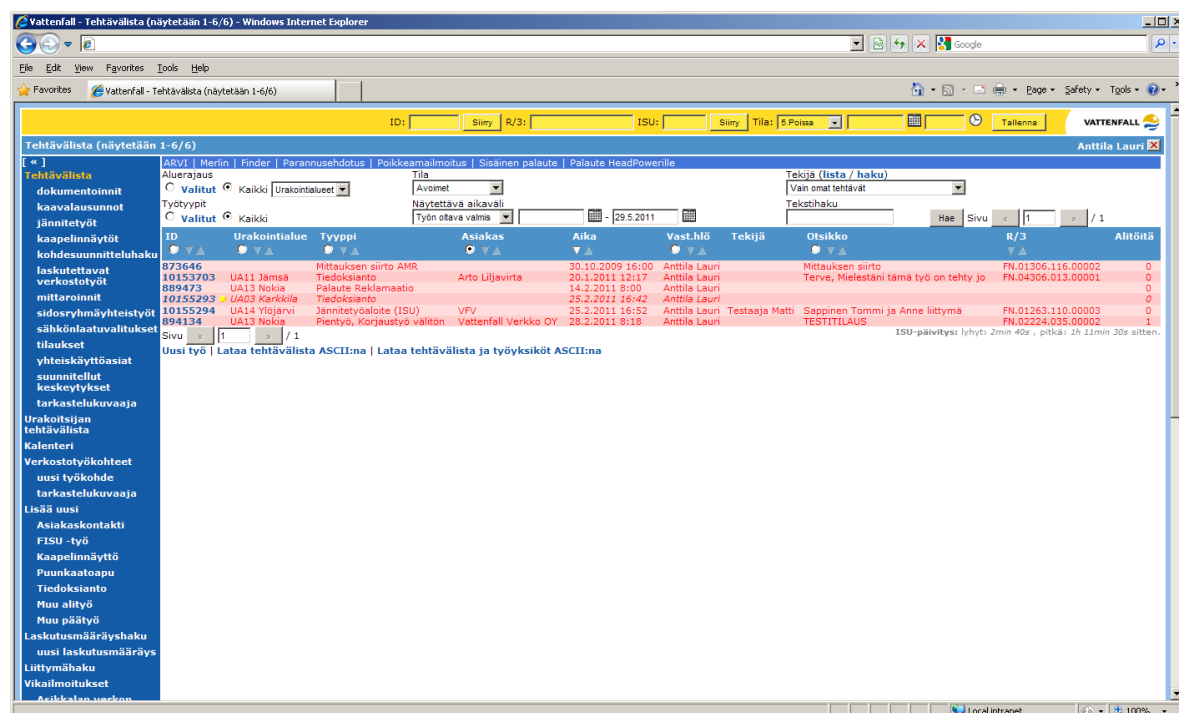 Vattenfall - Tehtävälista (näytetään 1-6/6) - Windows Internet Explorer
Google
File Edit View Favorites Tools Help
Favorites Vattenfall - Tehtävälista (näytetään 1-6/6) Page Safety Tools
ID: Siirry R/3: ISU: Siirry Tila: 5.Poissa Tallenna VATTENFALL
Tehtävälista (näytetään 1-6/6) Anttila Lauri
[ « ] ARVI | Merlin | Finder | Parannusehdotus | Poikkeamailmoitus | Sisäinen palaute | Palaute HeadPowerille
Aluerajaus Tila Tekijä (lista / haku)
Valitut Kaikki Urakointialueet Avoimet Vain omat tehtävät
Työtyypit Näytettävä aikaväli Tekstihaku
Valitut Kaikki Työn oltava valmis - 29.5.2011 Hae Sivu « 1 » / 1
ID Urakointialue Tyyppi Asiakas Aika Vast.hlö Tekijä Otsikko R/3 Alitöitä
873646 Mittauksen siirto AMR 30.10.2009 16:00 Anttila Lauri Mittauksen siirto FN.01306.116.00002 0
10153703 UA11 Jämsä Tiedoksianto Arto Liljavirta 20.1.2011 12:17 Anttila Lauri Terve, Mielestäni tämä työ on tehty jo FN.04306.013.00001 0
889473 UA13 Nokia Palaute Reklamaatio 14.2.2011 8:00 Anttila Lauri 0
10155293 UA03 Karkkila Tiedoksianto 25.2.2011 16:42 Anttila Lauri 0
10155294 UA14 Ylöjärvi Jännitetyöaloite (ISU) VFV 25.2.2011 16:52 Anttila Lauri Testaaja Matti Sappinen Tommi ja Anne liittymä FN.01263.110.00003 0
894134 UA13 Nokia Pientyö, Korjaustyö välitön Vattenfall Verkko OY 28.2.2011 8:18 Anttila Lauri TESTITILAUS FN.02224.035.00002 1
Sivu « 1 » / 1 ISU-päivitys: lyhyt: 2min 40s , pitkä: 1h 11min 30s sitten.
Uusi työ | Lataa tehtävälista ASCII:na | Lataa tehtävälista ja työyksiköt ASCII:na
Tehtävälista
dokumentoinnit
kaavalausunnot
jännitetyöt
kaapelinnäytöt
kohdesuunnitteluhaku
laskutettavat
verkostotyöt
mittaroinnit
sidosryhmäyhteistyöt
sähkönlaatuvalitukset
tilaukset
yhteiskäyttöasiat
suunnitellut
keskeytykset
tarkastelukuvaaja
Urakoitsijan
tehtävälista
Kalenteri
Verkostotyökohteet
uusi työkohde
tarkastelukuvaaja
Lisää uusi
Asiakaskontakti
FISU -työ
Kaapelinnäyttö
Puunkaatoapu
Tiedoksianto
Muu alityö
Muu päätyö
Laskutusmääräyshaku
uusi laskutusmääräys
Liittymähaku
Vikailmoitukset
Asikkalan verkon
Local intranet 100%